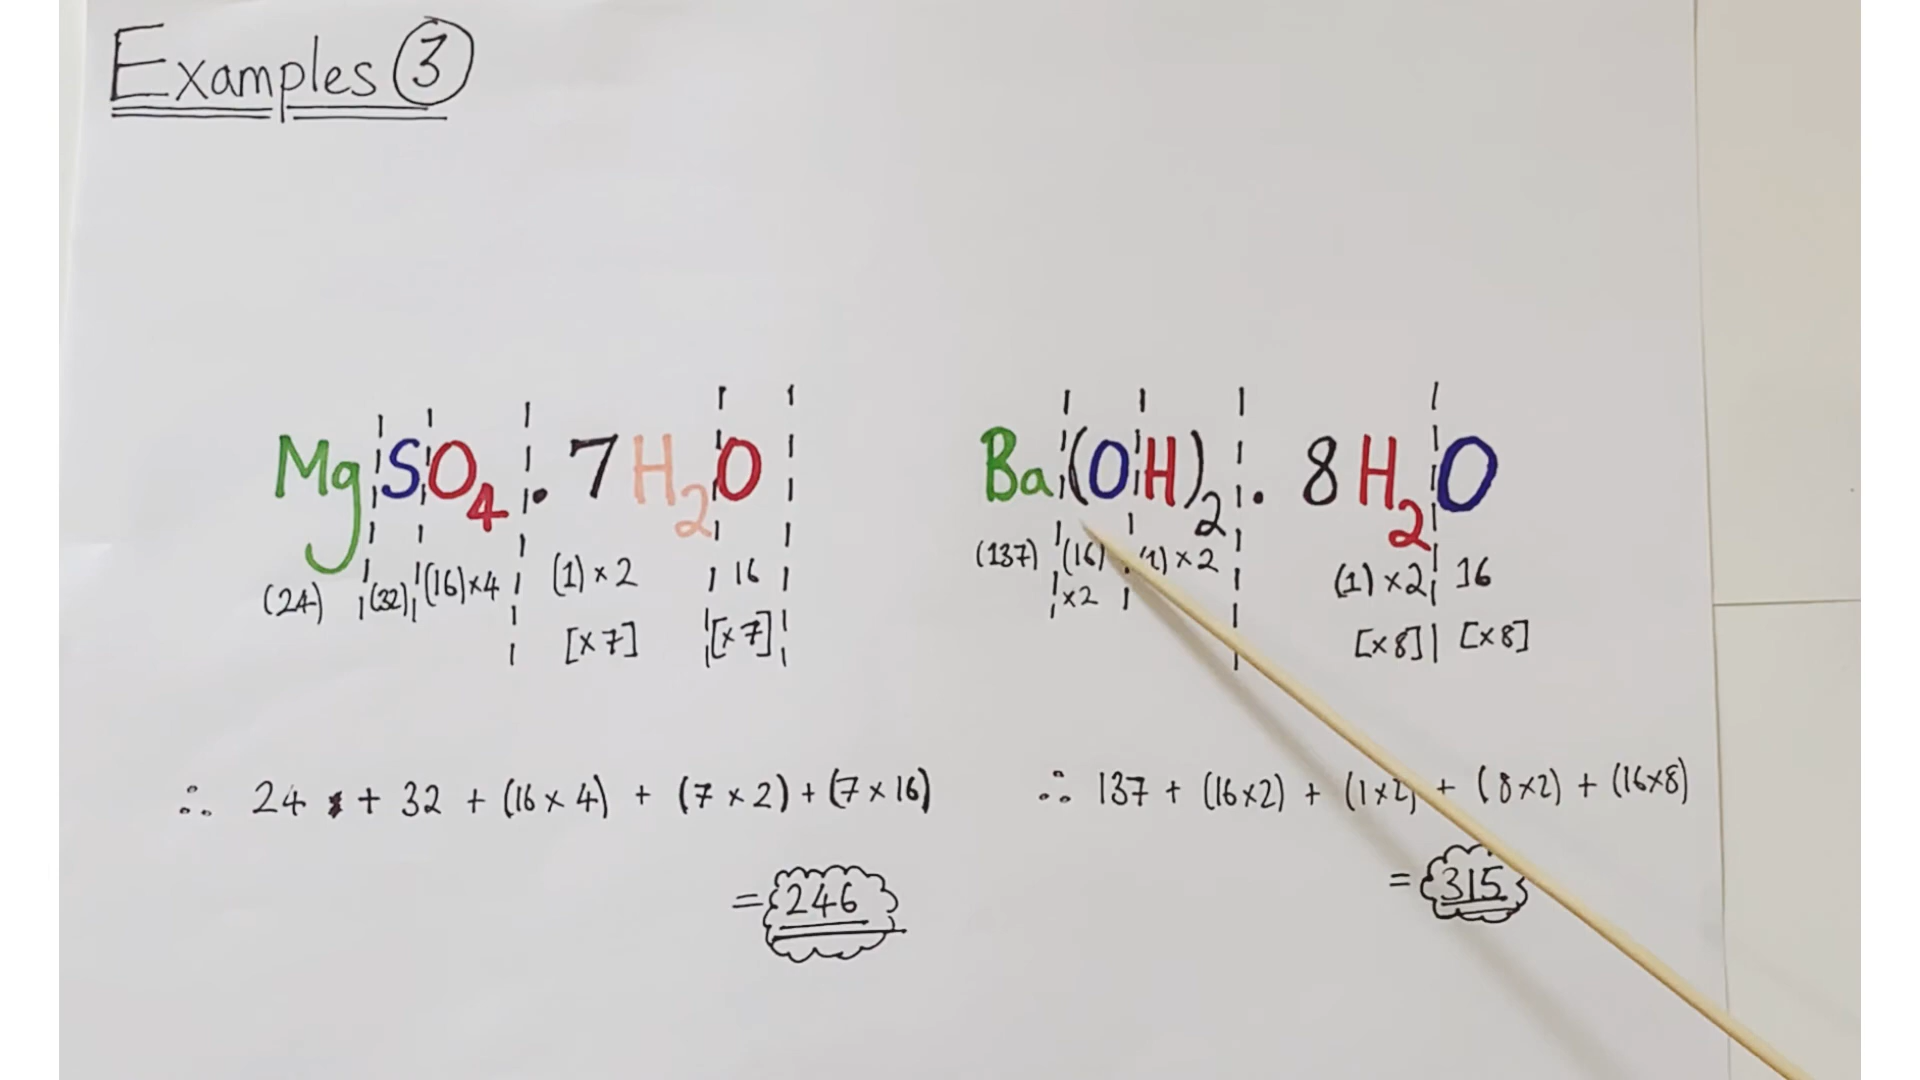 Examples 3
MgSO4 . 7H2O
(24) (32) (16)×4 (1)×2 16
[×7] [×7]
∴ 24 + 32 + (16 × 4) + (7 × 2) + (7 × 16)
= 246
Ba(OH)2 . 8H2O
(137) (16) (1)×2 (1)×2 16
×2 [×8] [×8]
∴ 137 + (16×2) + (1×2) + (8×2) + (16×8)
= 315